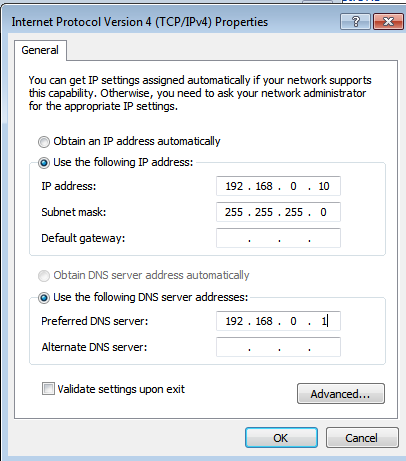 Internet Protocol Version 4 (TCP/IPv4) Properties
General
You can get IP settings assigned automatically if your network supports
this capability. Otherwise, you need to ask your network administrator
for the appropriate IP settings.
Obtain an IP address automatically
Use the following IP address:
IP address: 192 . 168 . 0 . 10
Subnet mask: 255 . 255 . 255 . 0
Default gateway: . . .
Obtain DNS server address automatically
Use the following DNS server addresses:
Preferred DNS server: 192 . 168 . 0 . 1
Alternate DNS server: . . .
Validate settings upon exit
Advanced...
OK Cancel